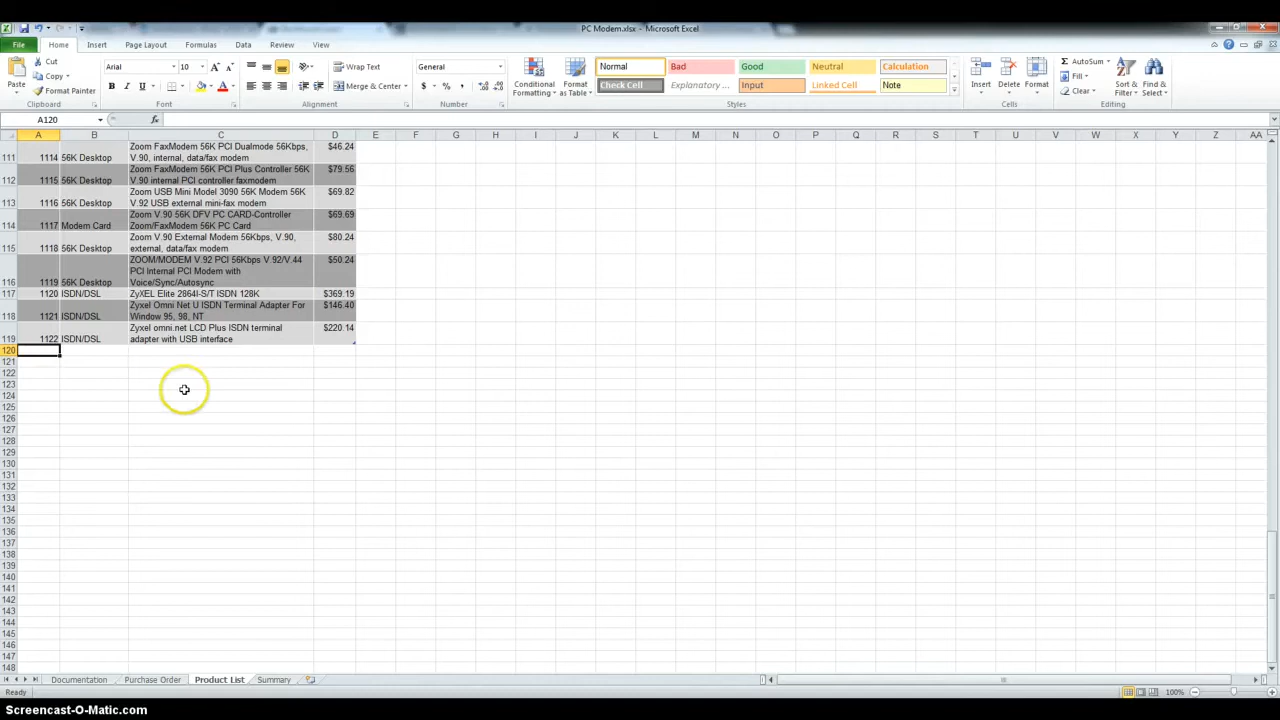 PC Modem.xlsx - Microsoft Excel
File Home Insert Page Layout Formulas Data Review View
Paste Cut Copy Format Painter Clipboard
Arial 10 B I U Font
Wrap Text Merge & Center Alignment
General $ % , Number
Conditional Formatting Format as Table
Normal Bad Good Neutral Calculation
Check Cell Explanatory ... Input Linked Cell Note
Styles
Insert Delete Format Cells
AutoSum Fill Clear Sort & Filter Find & Select Editing
A120 fx
A B C D E F G H I J K L M N O P Q R S T U V W X Y Z AA
Zoom FaxModem 56K PCI Dualmode 56Kbps, $46.24
111 1114 56K Desktop V.90, internal, data/fax modem
Zoom FaxModem 56K PCI Plus Controller 56K $79.56
112 1115 56K Desktop V.90 internal PCI controller faxmodem
Zoom USB Mini Model 3090 56K Modem 56K $69.82
113 1116 56K Desktop V.92 USB external mini-fax modem
Zoom V.90 56K DFV PC CARD-Controller $69.69
114 1117 Modem Card Zoom/FaxModem 56K PC Card
Zoom V.90 External Modem 56Kbps, V.90, $80.24
115 1118 56K Desktop external, data/fax modem
ZOOM/MODEM V.92 PCI 56Kbps V.92/V.44 $50.24
PCI Internal PCI Modem with
116 1119 56K Desktop Voice/Sync/Autosync
117 1120 ISDN/DSL ZyXEL Elite 2864I-S/T ISDN 128K $369.19
Zyxel Omni Net U ISDN Terminal Adapter For $146.40
118 1121 ISDN/DSL Window 95, 98, NT
Zyxel omni.net LCD Plus ISDN terminal $220.14
119 1122 ISDN/DSL adapter with USB interface
120
121
122
123
124
125
126
127
128
129
130
131
132
133
134
135
136
137
138
139
140
141
142
143
144
145
146
147
148
Documentation Purchase Order Product List Summary
Ready 100%
Screencast-O-Matic.com